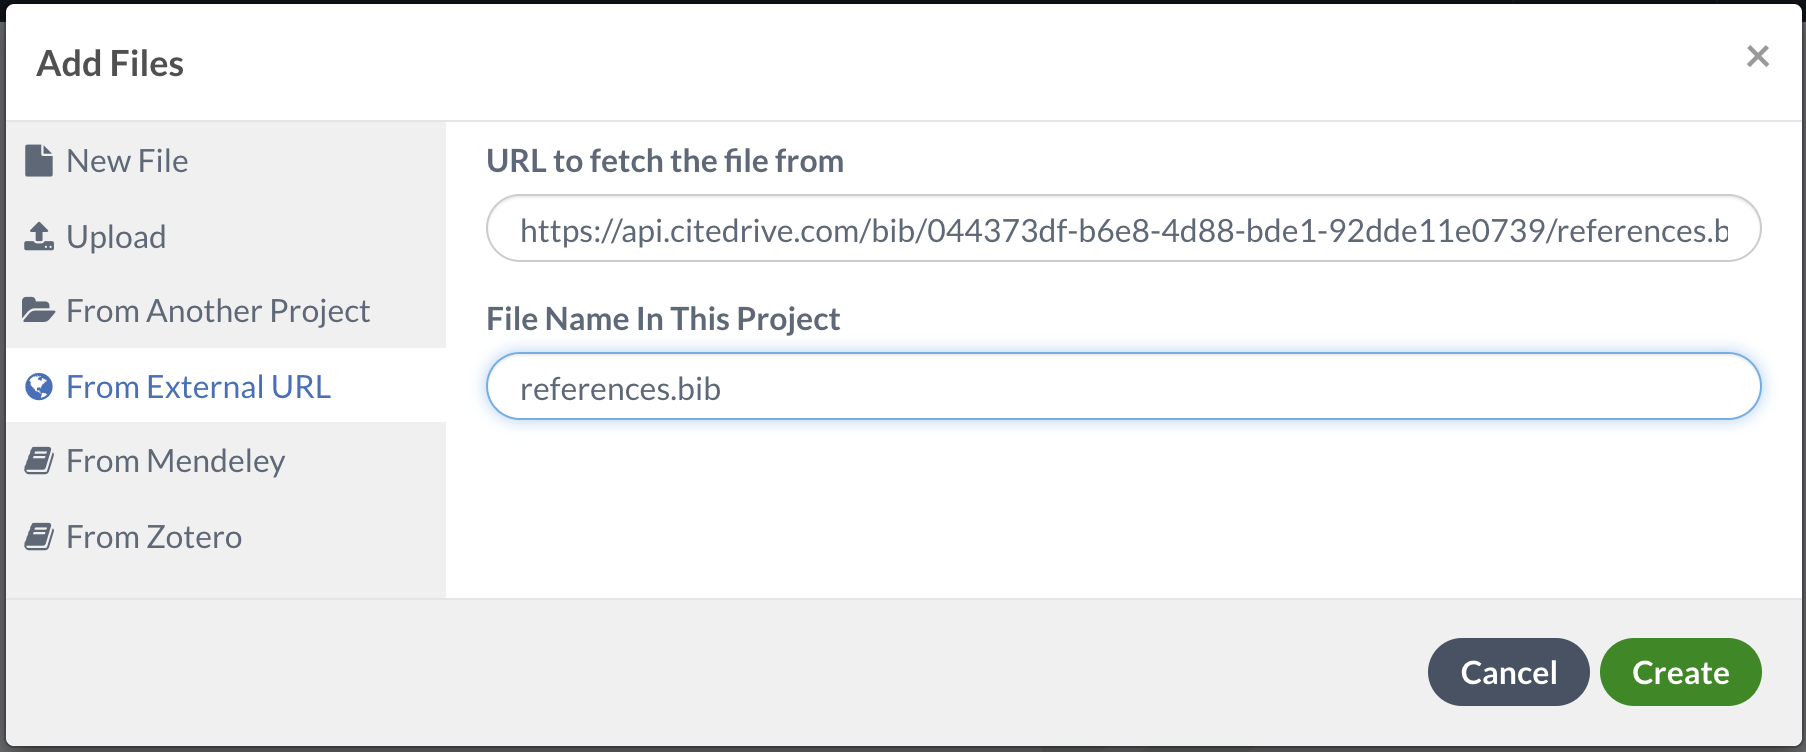 Add Files
×
New File
Upload
From Another Project
From External URL
From Mendeley
From Zotero
URL to fetch the file from
https://api.citedrive.com/bib/044373df-b6e8-4d88-bde1-92dde11e0739/references.b
File Name In This Project
references.bib
Cancel
Create